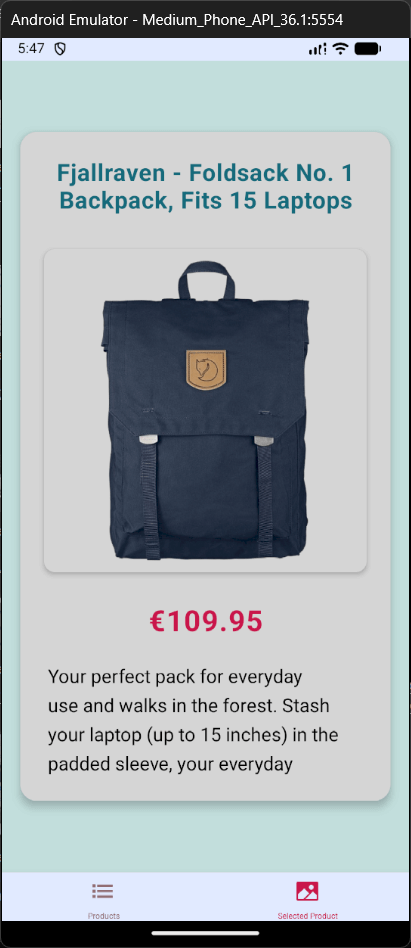 Android Emulator - Medium_Phone_API_36.1:5554
5:47
Fjallraven - Foldsack No. 1
Backpack, Fits 15 Laptops
€109.95
Your perfect pack for everyday
use and walks in the forest. Stash
your laptop (up to 15 inches) in the
padded sleeve, your everyday
Products
Selected Product